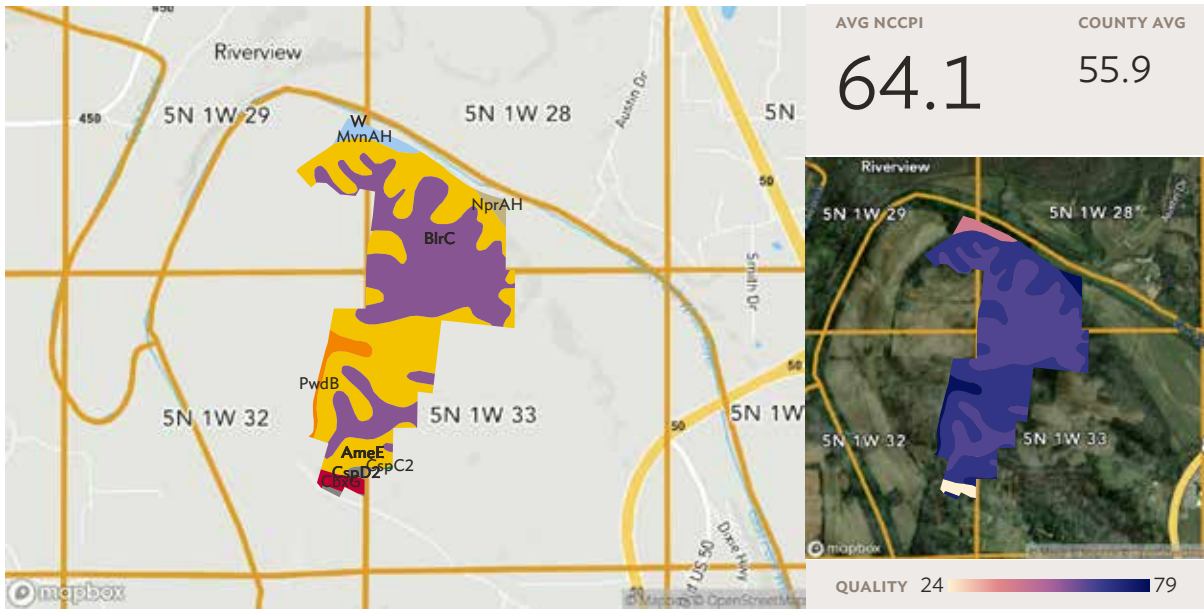 450
Riverview
450
5N 1W 29
5N 1W 28
5N
Austin Dr
W
MvnAH
50
NprAH
BlrC
Smith Dr
PwdB
50
5N 1W 32
5N 1W 33
5N 1W
50
AmeE
CspC2
CspD2
Dixie Hwy
US 50
50
mapbox
© Mapbox © OpenStreetMap
AVG NCCPI
COUNTY AVG
64.1
55.9
Riverview
5N 1W 29
5N 1W 28
5N 1W 32
5N 1W 33
mapbox
QUALITY 24 79